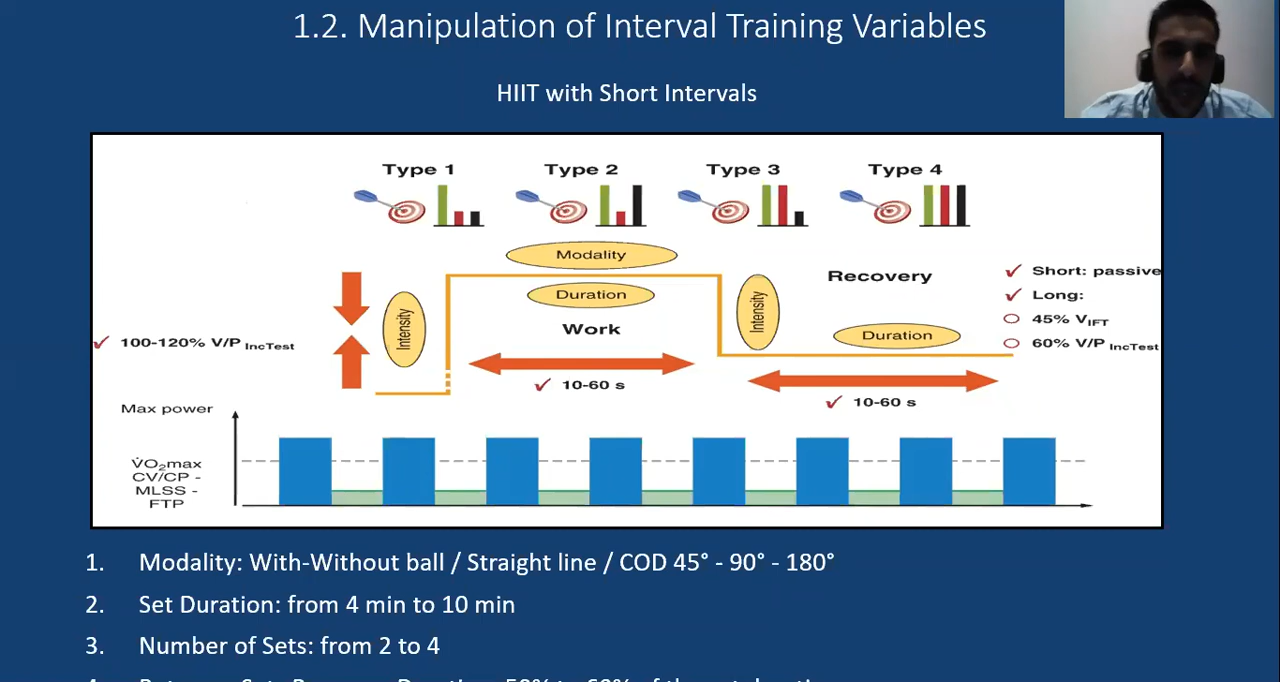 1.2. Manipulation of Interval Training Variables
HIIT with Short Intervals
Type 1 Type 2 Type 3 Type 4
Modality
Duration
Work
Intensity
100-120% V/P IncTest
10-60 s
Recovery
Intensity
Duration
10-60 s
Short: passive
Long:
45% VIFT
60% V/P IncTest
Max power
V̇O2max
CV/CP -
MLSS -
FTP
1. Modality: With-Without ball / Straight line / COD 45° - 90° - 180°
2. Set Duration: from 4 min to 10 min
3. Number of Sets: from 2 to 4